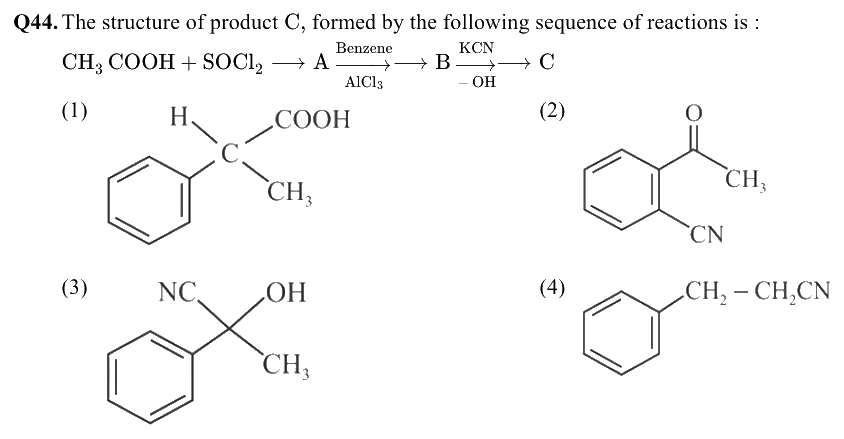 Q44. The structure of product C, formed by the following sequence of reactions is :
CH₃ COOH + SOCl₂ ⟶ A Benzene/AlCl₃ ⟶⟶ B KCN/– OH ⟶⟶ C
(1) H COOH C CH₃
(2) O CH₃ CN
(3) NC OH CH₃
(4) CH₂ – CH₂CN